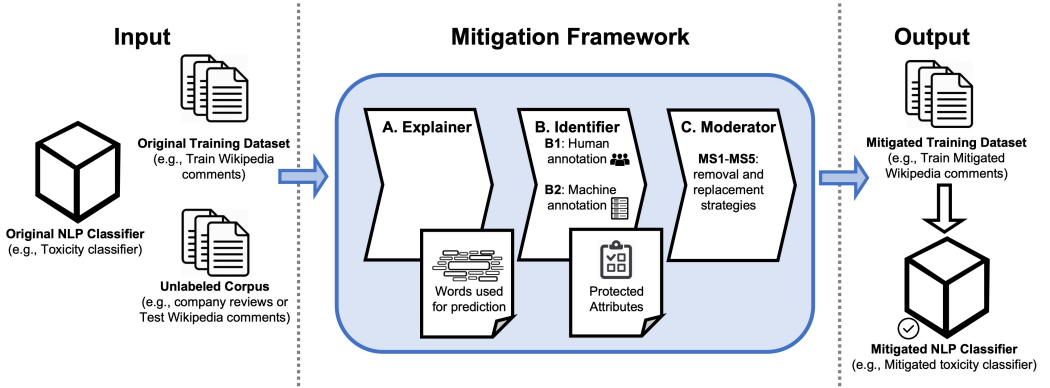 Input
Original Training Dataset
(e.g., Train Wikipedia
comments)
Original NLP Classifier
(e.g., Toxicity classifier)
Unlabeled Corpus
(e.g., company reviews or
Test Wikipedia comments)
Mitigation Framework
A. Explainer
Words used
for prediction
B. Identifier
B1: Human
annotation
B2: Machine
annotation
Protected
Attributes
C. Moderator
MS1-MS5:
removal and
replacement
strategies
Output
Mitigated Training Dataset
(e.g., Train Mitigated
Wikipedia comments)
Mitigated NLP Classifier
(e.g., Mitigated toxicity classifier)